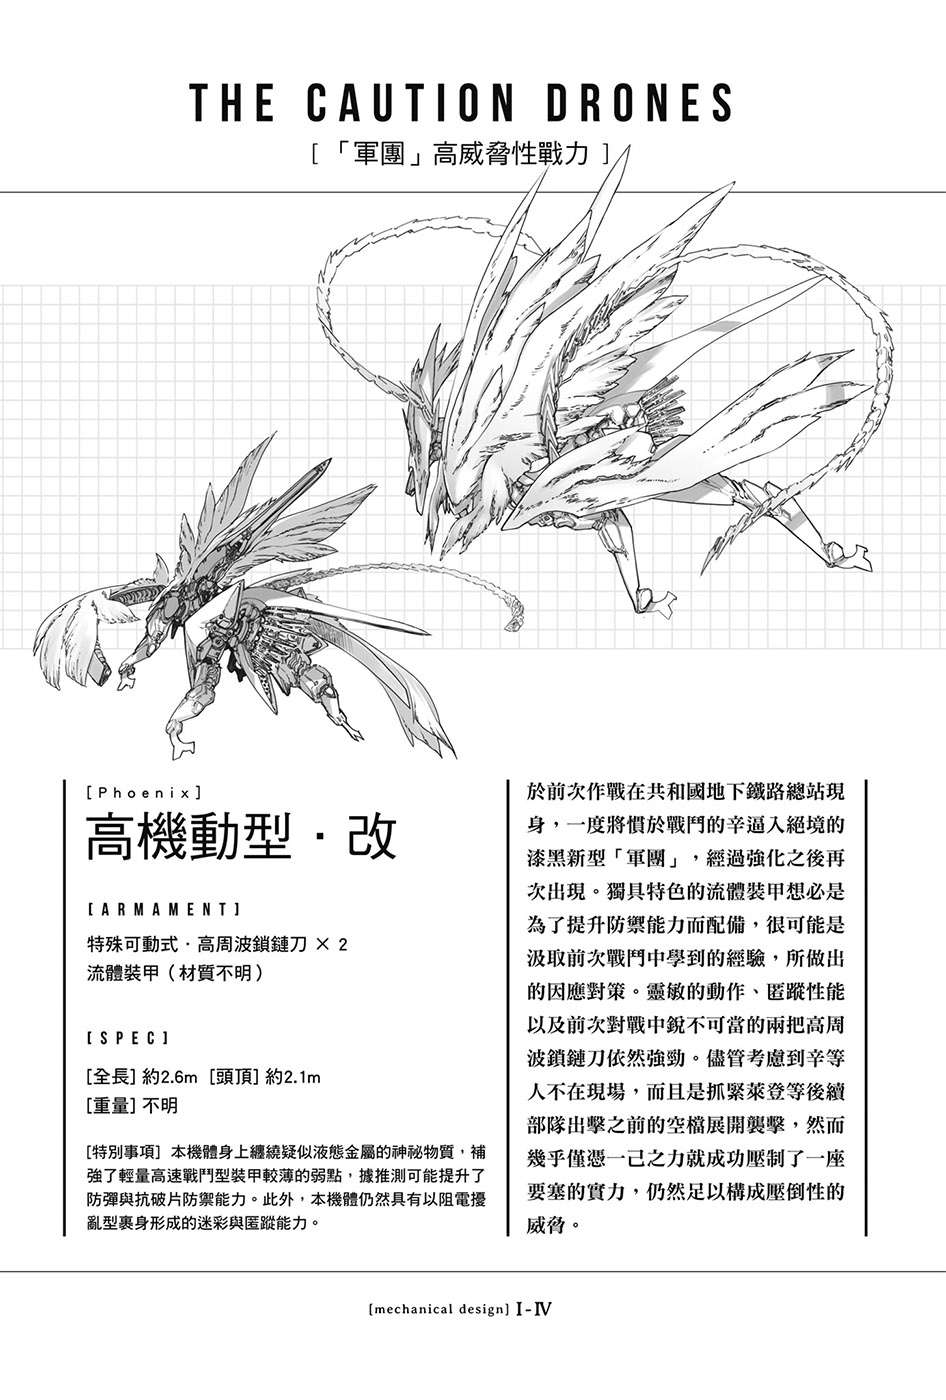 THE CAUTION DRONES
[「軍團」高威脅性戰力]
[Phoenix]
高機動型・改
[ARMAMENT]
特殊可動式・高周波鎖鏈刀 × 2
流體裝甲（材質不明）
[SPEC]
[全長] 約2.6m [頭頂] 約2.1m
[重量] 不明
[特別事項] 本機體身上纏繞疑似液態金屬的神祕物質，補
強了輕量高速戰鬥型裝甲較薄的弱點，據推測可能提升了
防彈與抗破片防禦能力。此外，本機體仍然具有以阻電擾
亂型裹身形成的迷彩與匿蹤能力。
於前次作戰在共和國地下鐵路總站現
身，一度將慣於戰鬥的辛逼入絕境的
漆黑新型「軍團」，經過強化之後再
次出現。獨具特色的流體裝甲想必是
為了提升防禦能力而配備，很可能是
汲取前次戰鬥中學到的經驗，所做出
的因應對策。靈敏的動作、匿蹤性能
以及前次對戰中銳不可當的兩把高周
波鎖鏈刀依然強勁。儘管考慮到辛等
人不在現場，而且是抓緊萊登等後續
部隊出擊之前的空檔展開襲擊，然而
幾乎僅憑一己之力就成功壓制了一座
要塞的實力，仍然足以構成壓倒性的
威脅。
[mechanical design] I-IV